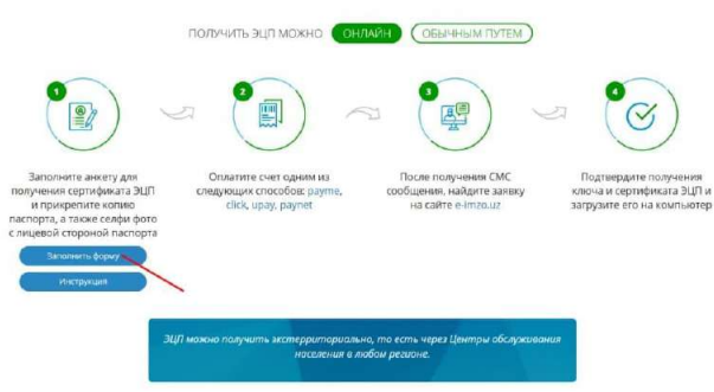 ПОЛУЧИТЬ ЭЦП МОЖНО ОНЛАЙН ОБЫЧНЫМ ПУТЕМ
1
Заполните анкету для
получения сертификата ЭЦП
и прикрепите копию
паспорта, а также селфи фото
с лицевой стороной паспорта
Заполнить форму
Инструкция
2
Оплатите счет одним из
следующих способов: payme,
click, upay, paynet
3
После получения СМС
сообщения, найдите заявку
на сайте e-imzo.uz
4
Подтвердите получения
ключа и сертификата ЭЦП и
загрузите его на компьютер
ЭЦП можно получить экстерриториально, то есть через Центры обслуживания
населения в любом регионе.